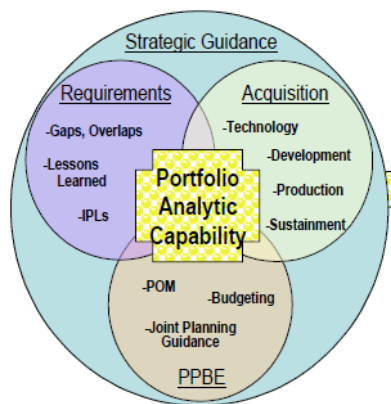 Strategic Guidance
Requirements
-Gaps, Overlaps
-Lessons
Learned
-IPLs
Acquisition
-Technology
-Development
-Production
-Sustainment
Portfolio
Analytic
Capability
-POM
-Budgeting
-Joint Planning
Guidance
PPBE